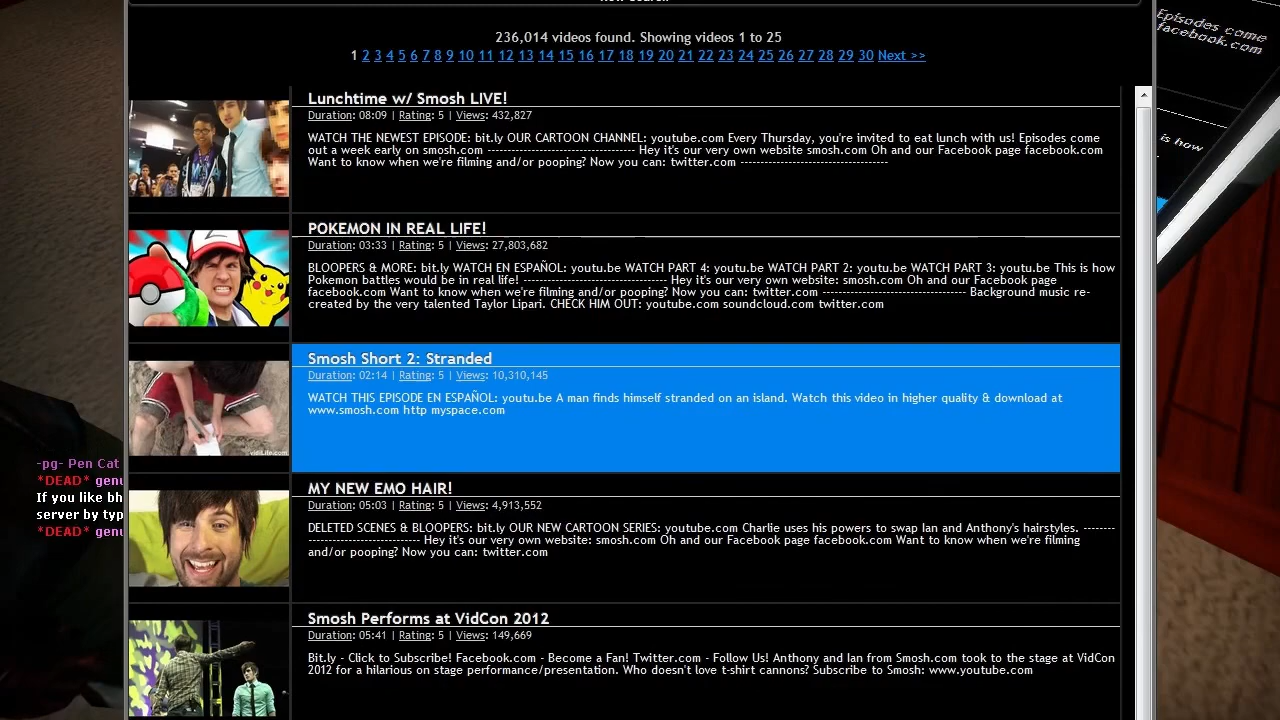 236,014 videos found. Showing videos 1 to 25
1 2 3 4 5 6 7 8 9 10 11 12 13 14 15 16 17 18 19 20 21 22 23 24 25 26 27 28 29 30 Next >>
Episodes come
facebook.com
Lunchtime w/ Smosh LIVE!
Duration: 08:09 | Rating: 5 | Views: 432,827
WATCH THE NEWEST EPISODE: bit.ly OUR CARTOON CHANNEL: youtube.com Every Thursday, you're invited to eat lunch with us! Episodes come
out a week early on smosh.com ------------------------------------- Hey it's our very own website smosh.com Oh and our Facebook page facebook.com
Want to know when we're filming and/or pooping? Now you can: twitter.com -------------------------------------
is how
POKEMON IN REAL LIFE!
Duration: 03:33 | Rating: 5 | Views: 27,803,682
BLOOPERS & MORE: bit.ly WATCH EN ESPAÑOL: youtu.be WATCH PART 4: youtu.be WATCH PART 2: youtu.be WATCH PART 3: youtu.be This is how
Pokemon battles would be in real life! ------------------------------------ Hey it's our very own website: smosh.com Oh and our Facebook page
facebook.com Want to know when we're filming and/or pooping? Now you can: twitter.com ------------------------------------ Background music re-
created by the very talented Taylor Lipari. CHECK HIM OUT: youtube.com soundcloud.com twitter.com
Smosh Short 2: Stranded
Duration: 02:14 | Rating: 5 | Views: 10,310,145
WATCH THIS EPISODE EN ESPAÑOL: youtu.be A man finds himself stranded on an island. Watch this video in higher quality & download at
www.smosh.com http myspace.com
-pg- Pen Cat
*DEAD* genu
If you like bh
server by typ
*DEAD* genu
MY NEW EMO HAIR!
Duration: 05:03 | Rating: 5 | Views: 4,913,552
DELETED SCENES & BLOOPERS: bit.ly OUR NEW CARTOON SERIES: youtube.com Charlie uses his powers to swap Ian and Anthony's hairstyles. --------
---------------------------- Hey it's our very own website: smosh.com Oh and our Facebook page facebook.com Want to know when we're filming
and/or pooping? Now you can: twitter.com
Smosh Performs at VidCon 2012
Duration: 05:41 | Rating: 5 | Views: 149,669
Bit.ly - Click to Subscribe! Facebook.com - Become a Fan! Twitter.com - Follow Us! Anthony and Ian from Smosh.com took to the stage at VidCon
2012 for a hilarious on stage performance/presentation. Who doesn't love t-shirt cannons? Subscribe to Smosh: www.youtube.com